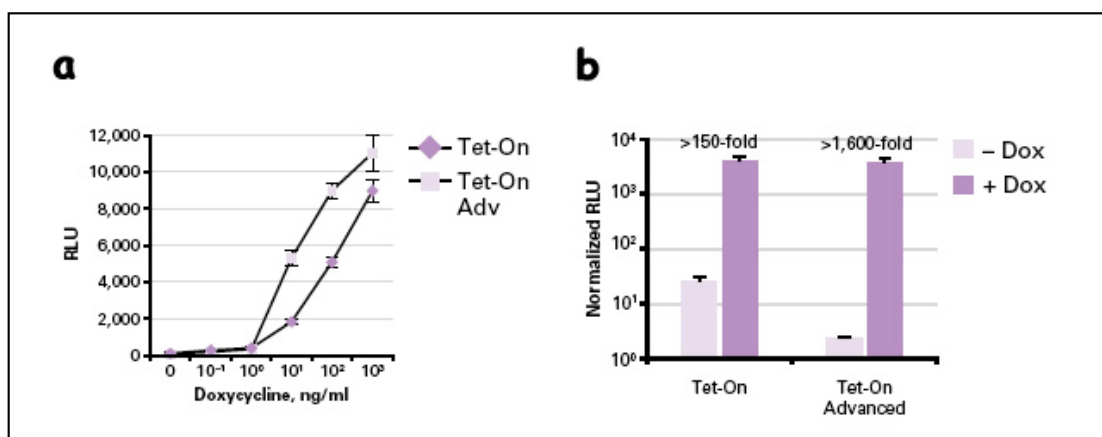 a
12,000
10,000
8,000
6,000
4,000
2,000
0
RLU
0 10⁻¹ 10⁰ 10¹ 10² 10³
Doxycycline, ng/ml
Tet-On
Tet-On
Adv
b
10⁴
10³
10²
10¹
10⁰
Normalized RLU
>150-fold >1,600-fold
Tet-On
Tet-On
Advanced
– Dox
+ Dox